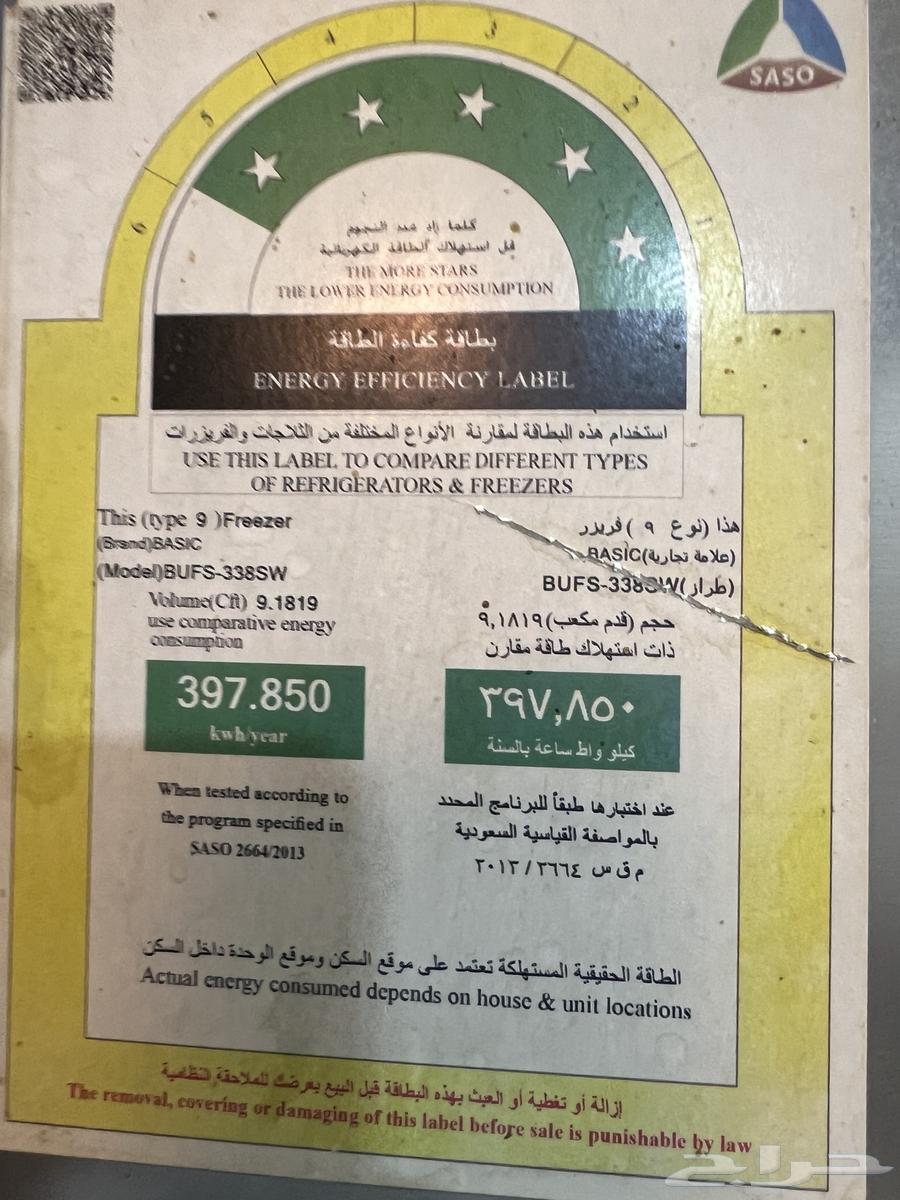 SASO
6
5
4
3
2
1
كلما زاد عدد النجوم
قل استهلاك الطاقة الكهربائية
THE MORE STARS
THE LOWER ENERGY CONSUMPTION
بطاقة كفاءة الطاقة
ENERGY EFFICIENCY LABEL
استخدام هذه البطاقة لمقارنة الأنواع المختلفة من الثلاجات والفريزرات
USE THIS LABEL TO COMPARE DIFFERENT TYPES
OF REFRIGERATORS & FREEZERS
This (type 9 )Freezer
(Brand)BASIC
(Model)BUFS-338SW
Volume(Cft) 9.1819
use comparative energy
consumption
397.850
kwh/year
When tested according to
the program specified in
SASO 2664/2013
هذا (نوع ٩ ) فريزر
(علامة تجارية)BASIC
(طراز)BUFS-338SW
حجم (قدم مكعب)٩,١٨١٩
ذات استهلاك طاقة مقارن
٣٩٧,٨٥٠
كيلو واط ساعة بالسنة
عند اختبارها طبقاً للبرنامج المحدد
بالمواصفة القياسية السعودية
م ق س ٢٦٦٤ / ٢٠١٣
الطاقة الحقيقية المستهلكة تعتمد على موقع السكن وموقع الوحدة داخل السكن
Actual energy consumed depends on house & unit locations
إزالة أو تغطية أو العبث بهذه البطاقة قبل البيع يعرضك للملاحقة النظامية
The removal, covering or damaging of this label before sale is punishable by law
حراج